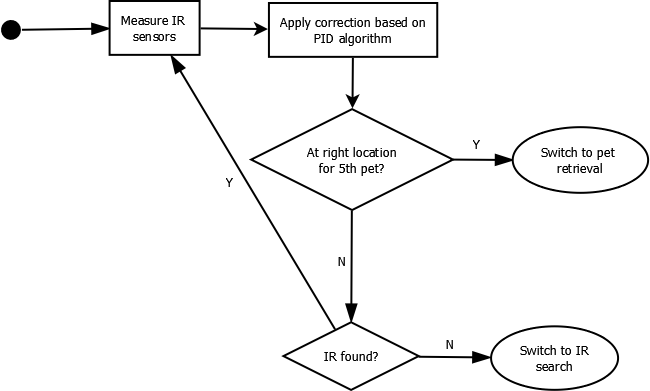 Measure IR
sensors
Apply correction based on
PID algorithm
At right location
for 5th pet?
Y
Switch to pet
retrieval
Y
N
IR found?
N
Switch to IR
search